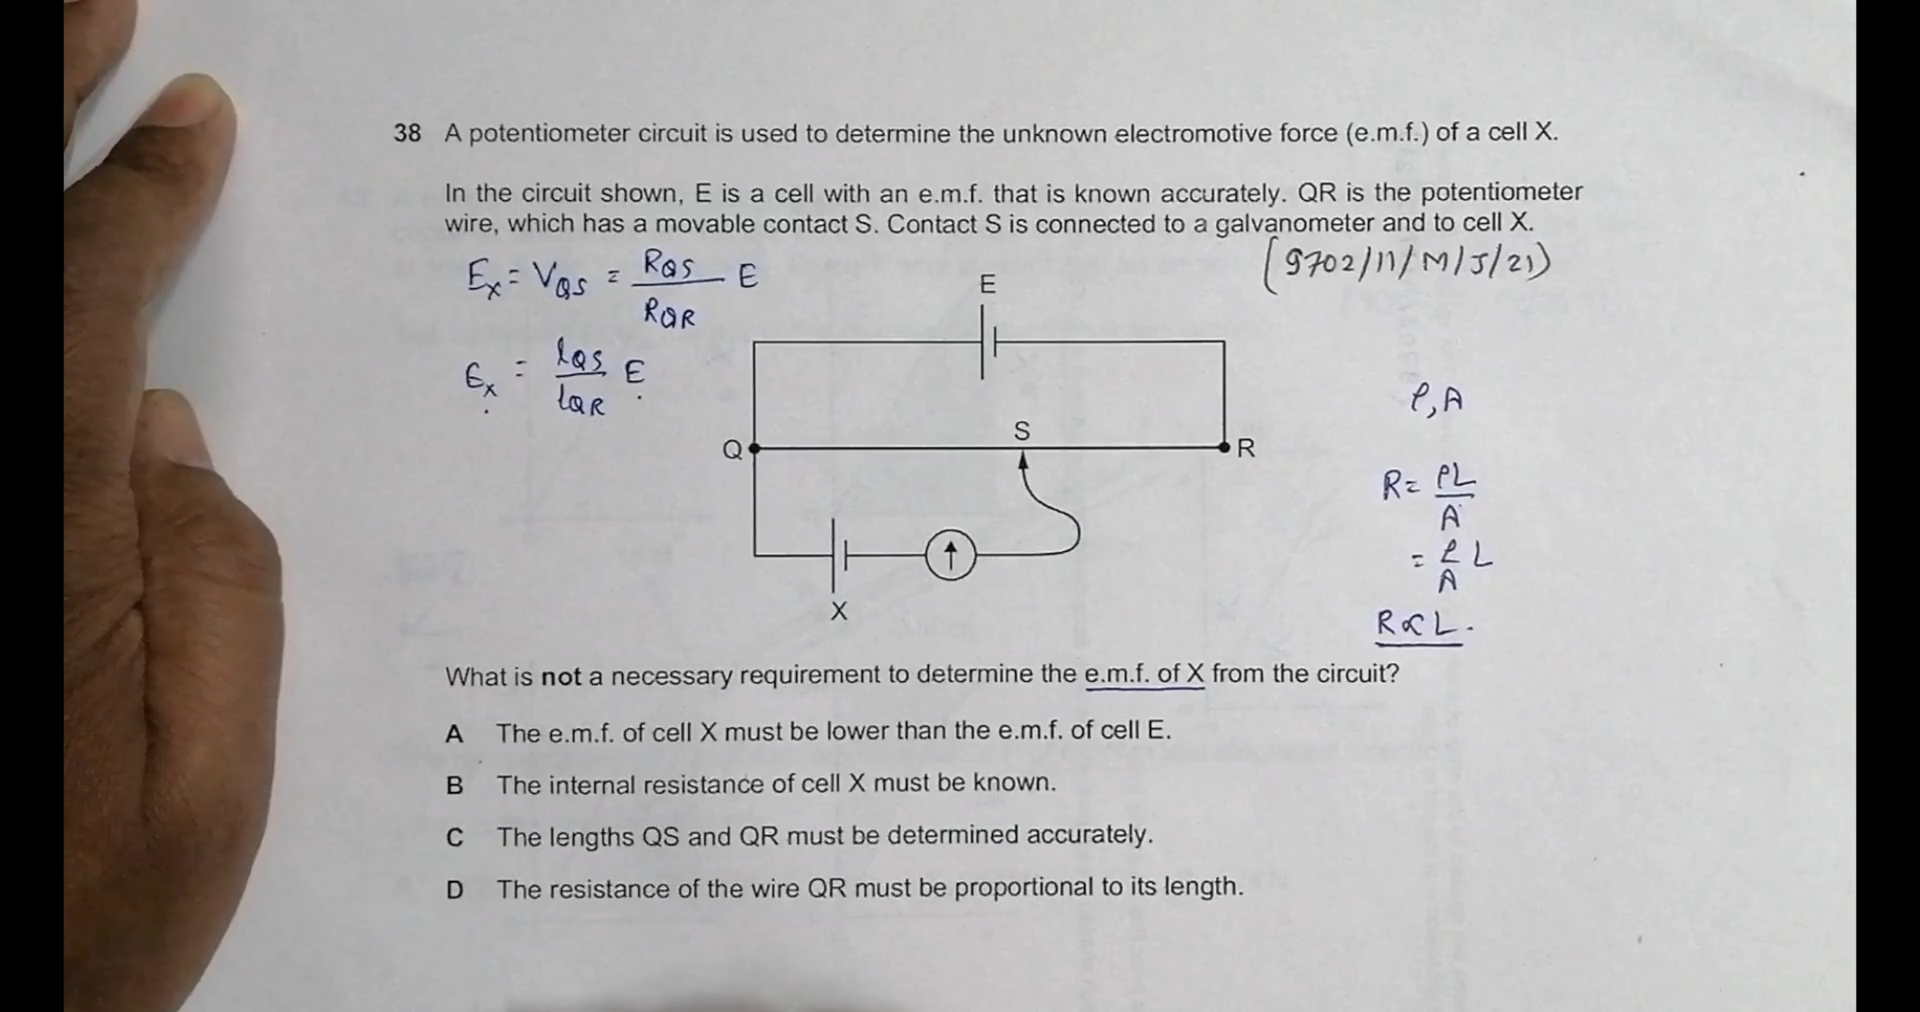 38 A potentiometer circuit is used to determine the unknown electromotive force (e.m.f.) of a cell X.
In the circuit shown, E is a cell with an e.m.f. that is known accurately. QR is the potentiometer
wire, which has a movable contact S. Contact S is connected to a galvanometer and to cell X.
(9702/11/M/J/21)
Ex = VQS = RQS/RQR E
Ex = lQS/lQR E
E
S
Q
R
X
ρ, A
R = ρL/A
= ρ/A L
R ∝ L.
What is not a necessary requirement to determine the e.m.f. of X from the circuit?
A The e.m.f. of cell X must be lower than the e.m.f. of cell E.
B The internal resistance of cell X must be known.
C The lengths QS and QR must be determined accurately.
D The resistance of the wire QR must be proportional to its length.